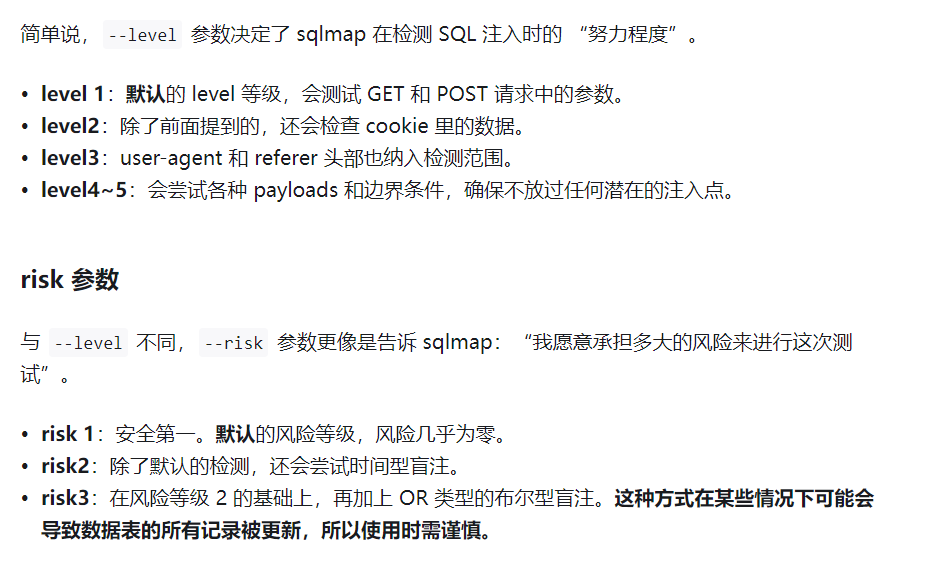 简单说， --level 参数决定了 sqlmap 在检测 SQL 注入时的 “努力程度”。
• level 1：默认的 level 等级，会测试 GET 和 POST 请求中的参数。
• level2：除了前面提到的，还会检查 cookie 里的数据。
• level3：user-agent 和 referer 头部也纳入检测范围。
• level4~5：会尝试各种 payloads 和边界条件，确保不放过任何潜在的注入点。
risk 参数
与 --level 不同， --risk 参数更像是告诉 sqlmap：“我愿意承担多大的风险来进行这次测
试”。
• risk 1：安全第一。默认的风险等级，风险几乎为零。
• risk2：除了默认的检测，还会尝试时间型盲注。
• risk3：在风险等级 2 的基础上，再加上 OR 类型的布尔型盲注。这种方式在某些情况下可能会
导致数据表的所有记录被更新，所以使用时需谨慎。